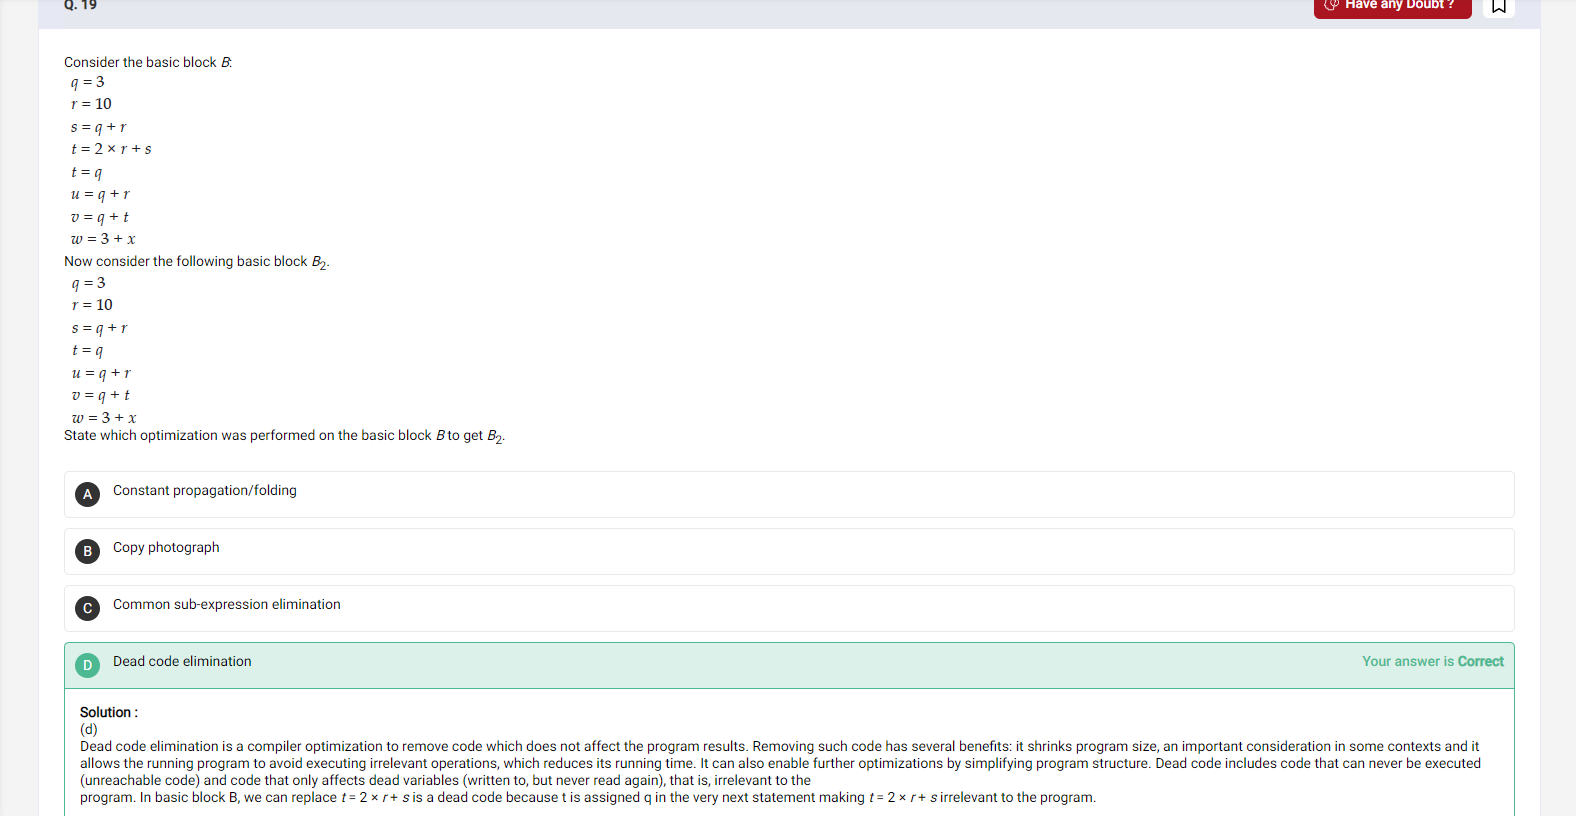 Q. 19
Have any Doubt ?
Consider the basic block B:
q = 3
r = 10
s = q + r
t = 2 × r + s
t = q
u = q + r
v = q + t
w = 3 + x
Now consider the following basic block B2.
q = 3
r = 10
s = q + r
t = q
u = q + r
v = q + t
w = 3 + x
State which optimization was performed on the basic block B to get B2.
A Constant propagation/folding
B Copy photograph
C Common sub-expression elimination
D Dead code elimination
Your answer is Correct
Solution :
(d)
Dead code elimination is a compiler optimization to remove code which does not affect the program results. Removing such code has several benefits: it shrinks program size, an important consideration in some contexts and it
allows the running program to avoid executing irrelevant operations, which reduces its running time. It can also enable further optimizations by simplifying program structure. Dead code includes code that can never be executed
(unreachable code) and code that only affects dead variables (written to, but never read again), that is, irrelevant to the
program. In basic block B, we can replace t = 2 × r + s is a dead code because t is assigned q in the very next statement making t = 2 × r + s irrelevant to the program.